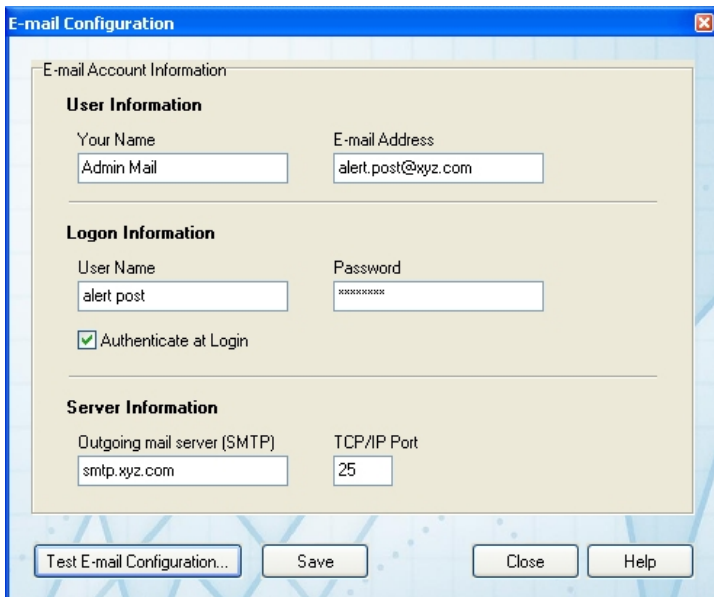 E-mail Configuration
E-mail Account Information
User Information
Your Name E-mail Address
Admin Mail alert.post@xyz.com
Logon Information
User Name Password
alert post ********
Authenticate at Login
Server Information
Outgoing mail server (SMTP) TCP/IP Port
smtp.xyz.com 25
Test E-mail Configuration... Save Close Help